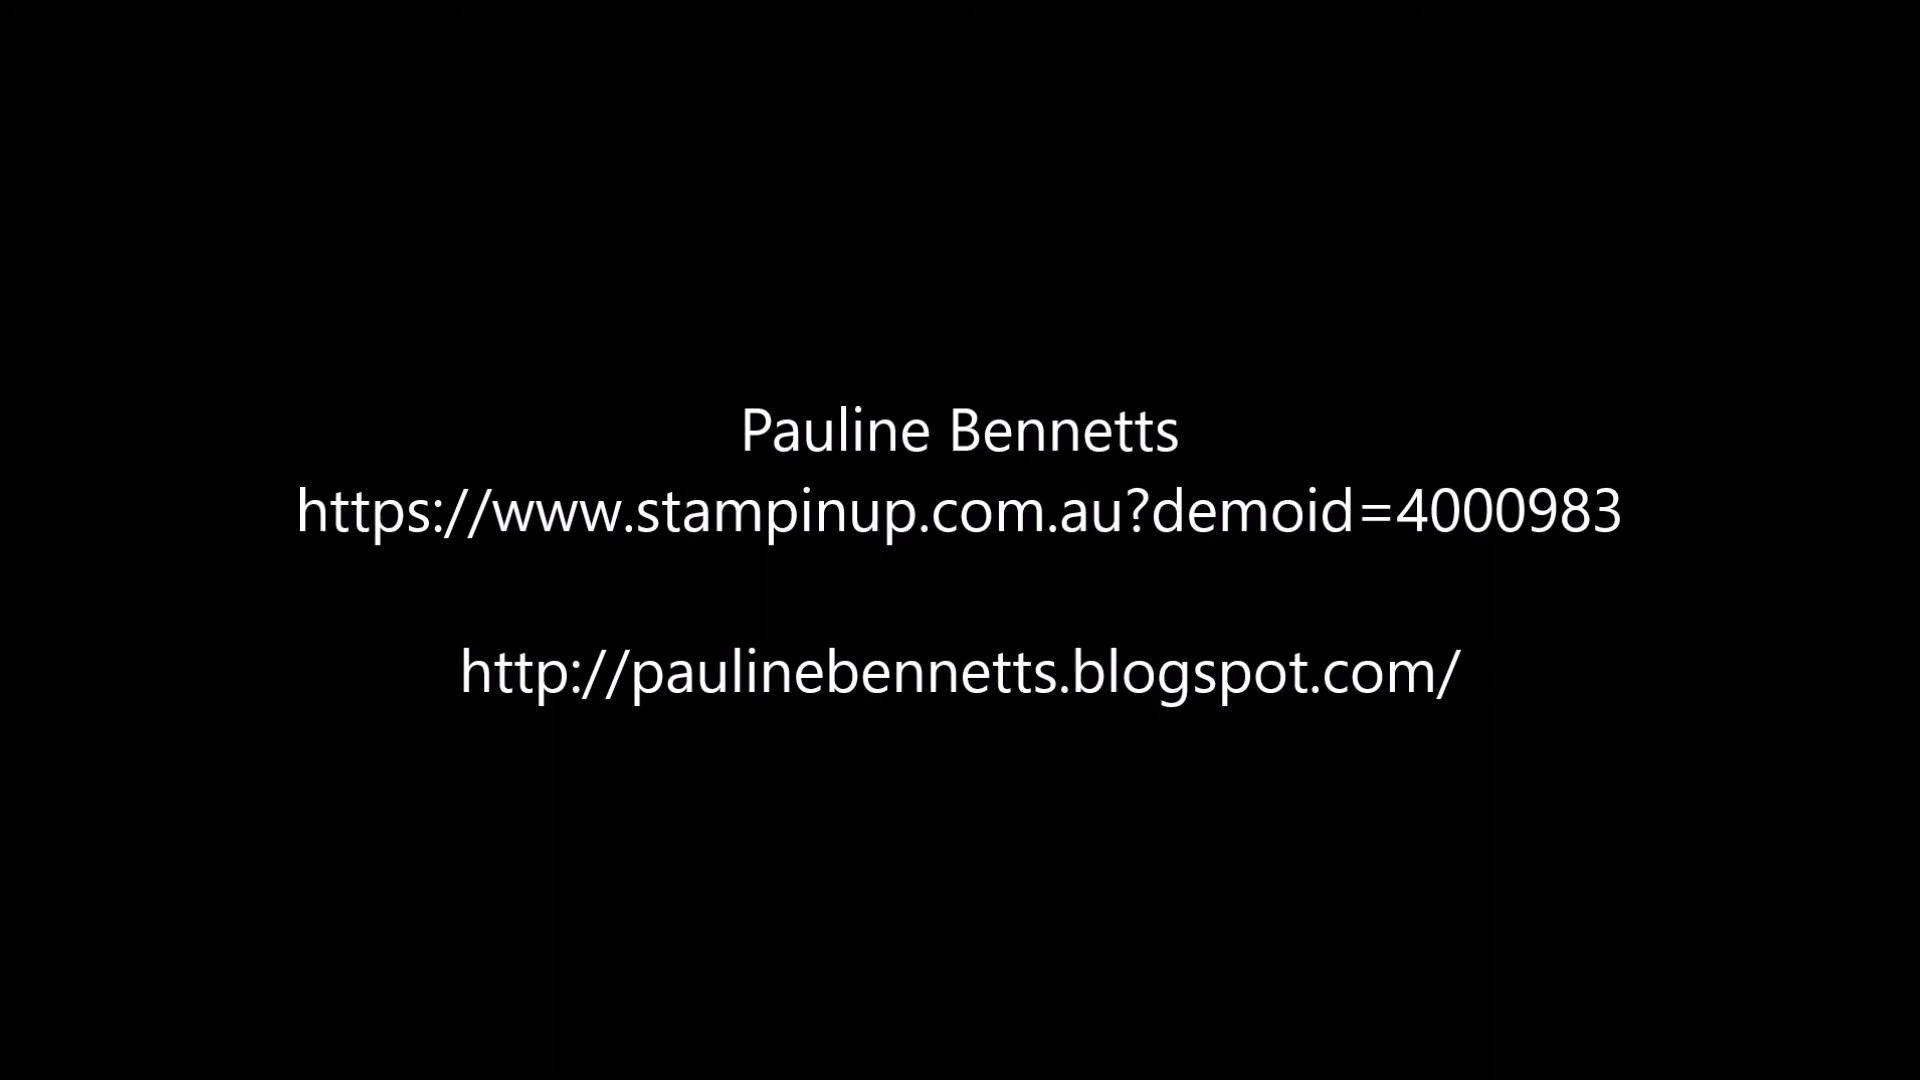 Pauline Bennetts
https://www.stampinup.com.au?demoid=4000983
http://paulinebennetts.blogspot.com/